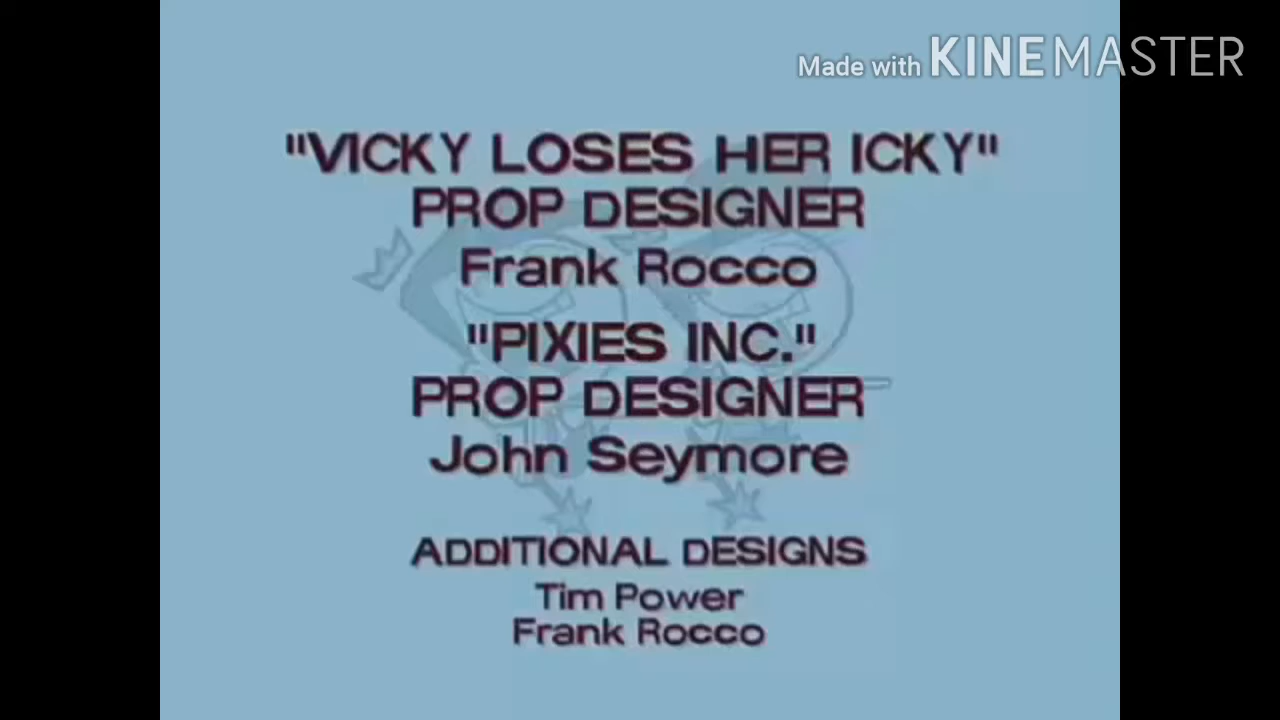 Made with KINEMASTER
"VICKY LOSES HER ICKY"
PROP DESIGNER
Frank Rocco
"PIXIES INC."
PROP DESIGNER
John Seymore
ADDITIONAL DESIGNS
Tim Power
Frank Rocco